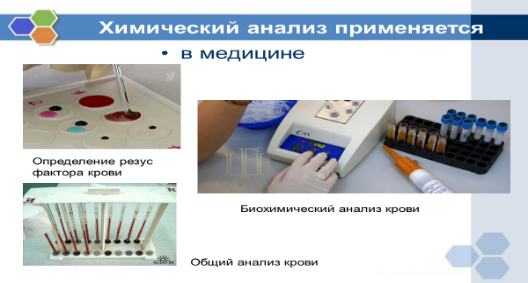 Химический анализ применяется
• в медицине
Определение резус
фактора крови
Биохимический анализ крови
Общий анализ крови